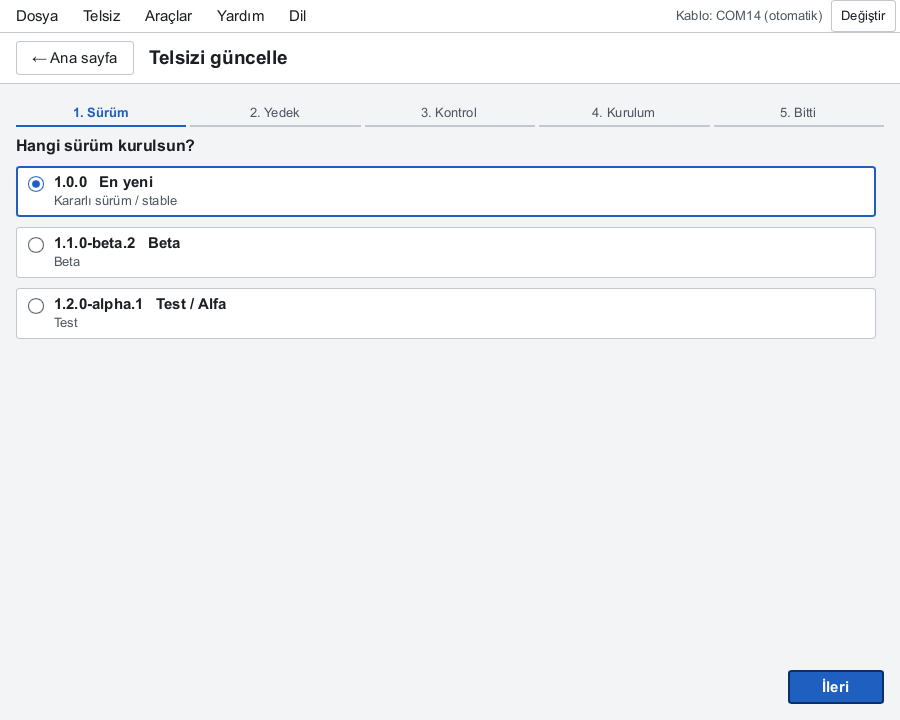 Dosya Telsiz Araçlar Yardım Dil Kablo: COM14 (otomatik) Değiştir
← Ana sayfa Telsizi güncelle
1. Sürüm 2. Yedek 3. Kontrol 4. Kurulum 5. Bitti
Hangi sürüm kurulsun?
1.0.0 En yeni
Kararlı sürüm / stable
1.1.0-beta.2 Beta
Beta
1.2.0-alpha.1 Test / Alfa
Test
İleri